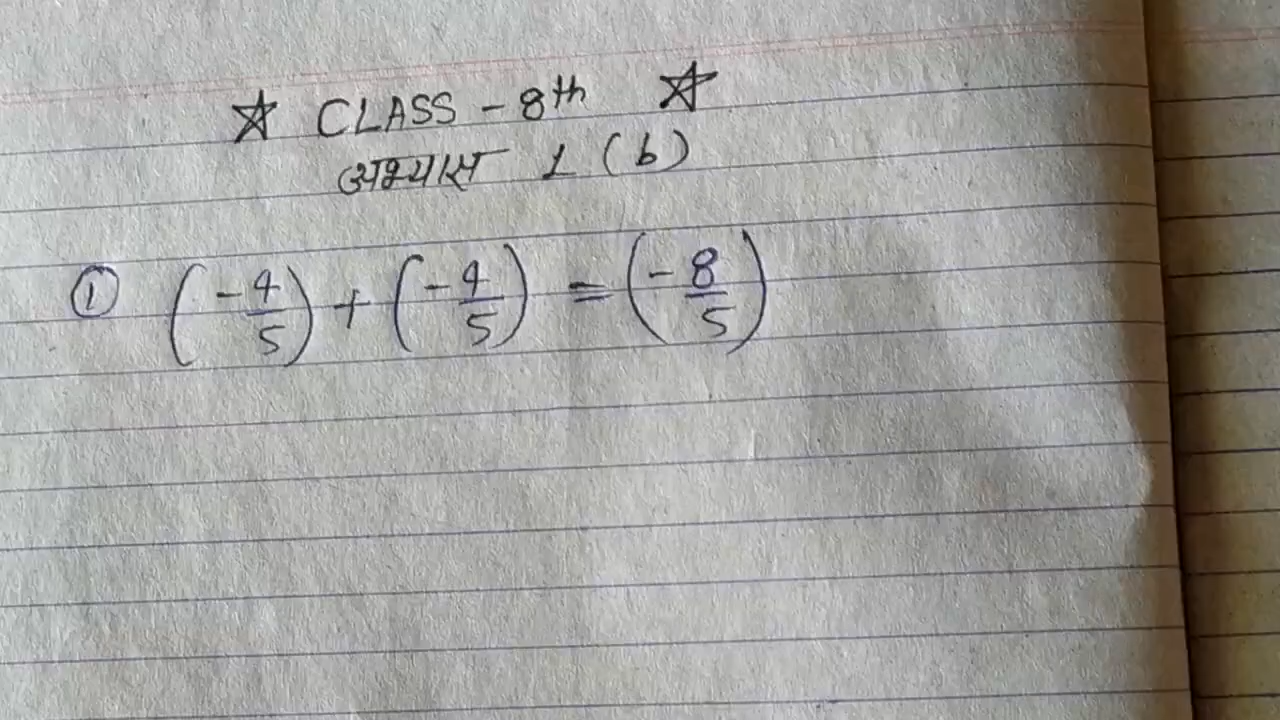 ☆ CLASS - 8th ☆
अभ्यास 1 (b)
① (-4/5) + (-4/5) = (-8/5)